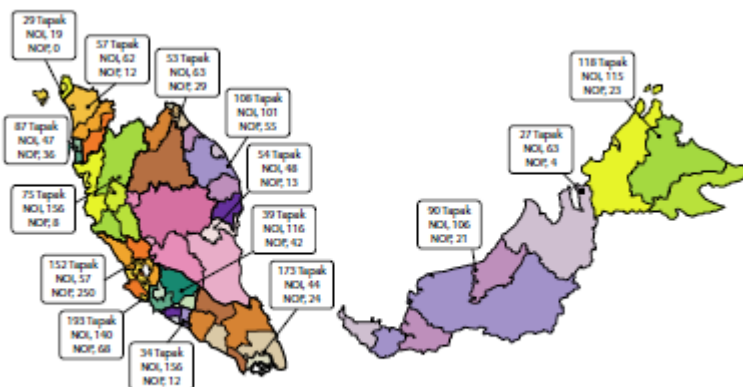 29 Tapak
NOI, 19
NOP, 0
57 Tapak
NOI, 62
NOP, 12
53 Tapak
NOI, 63
NOP, 29
108 Tapak
NOI, 101
NOP, 55
87 Tapak
NOI, 47
NOP, 36
54 Tapak
NOI, 48
NOP, 13
75 Tapak
NOI, 156
NOP, 8
39 Tapak
NOI, 116
NOP, 42
152 Tapak
NOI, 57
NOP, 250
173 Tapak
NOI, 44
NOP, 24
193 Tapak
NOI, 140
NOP, 68
34 Tapak
NOI, 156
NOP, 12
118 Tapak
NOI, 115
NOP, 23
27 Tapak
NOI, 63
NOP, 4
90 Tapak
NOI, 106
NOP, 21